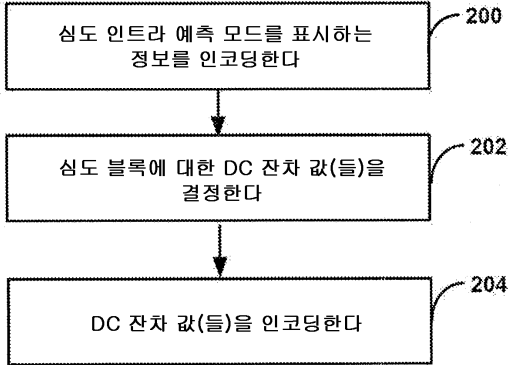 심도 인트라 예측 모드를 표시하는
정보를 인코딩한다
200
심도 블록에 대한 DC 잔차 값(들)을
결정한다
202
DC 잔차 값(들)을 인코딩한다
204